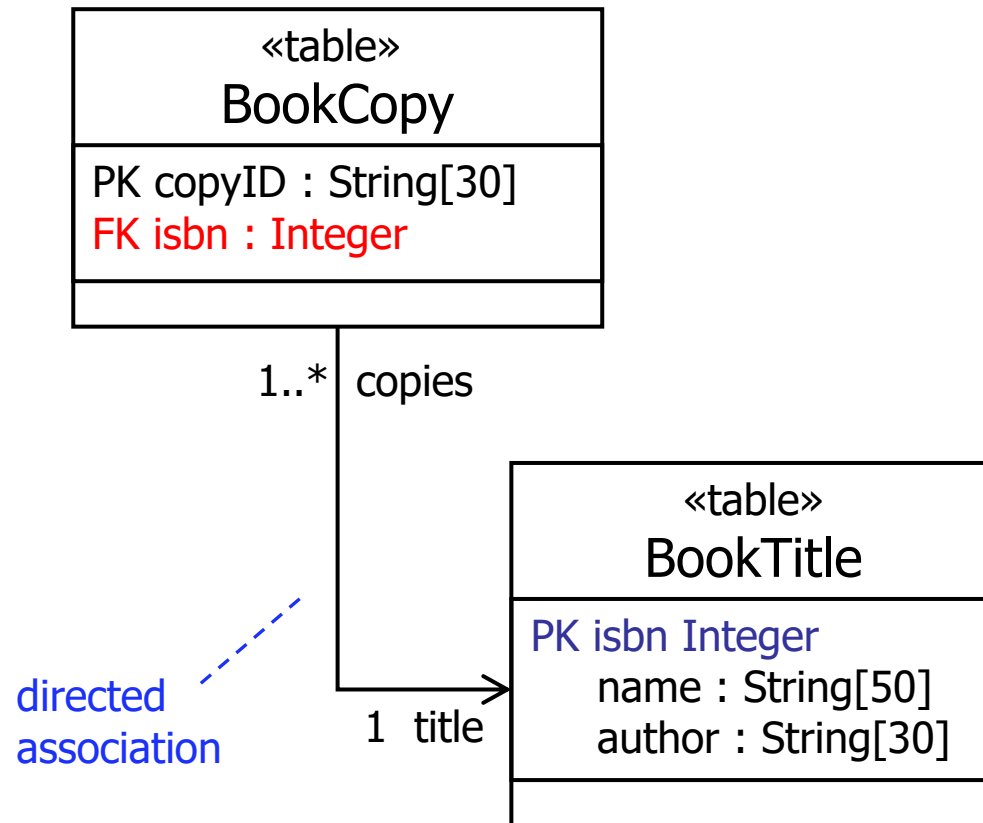 «table»
BookCopy
PK copyID : String[30]
FK isbn : Integer
1..* copies
«table»
BookTitle
PK isbn Integer
name : String[50]
author : String[30]
directed
association
1 title